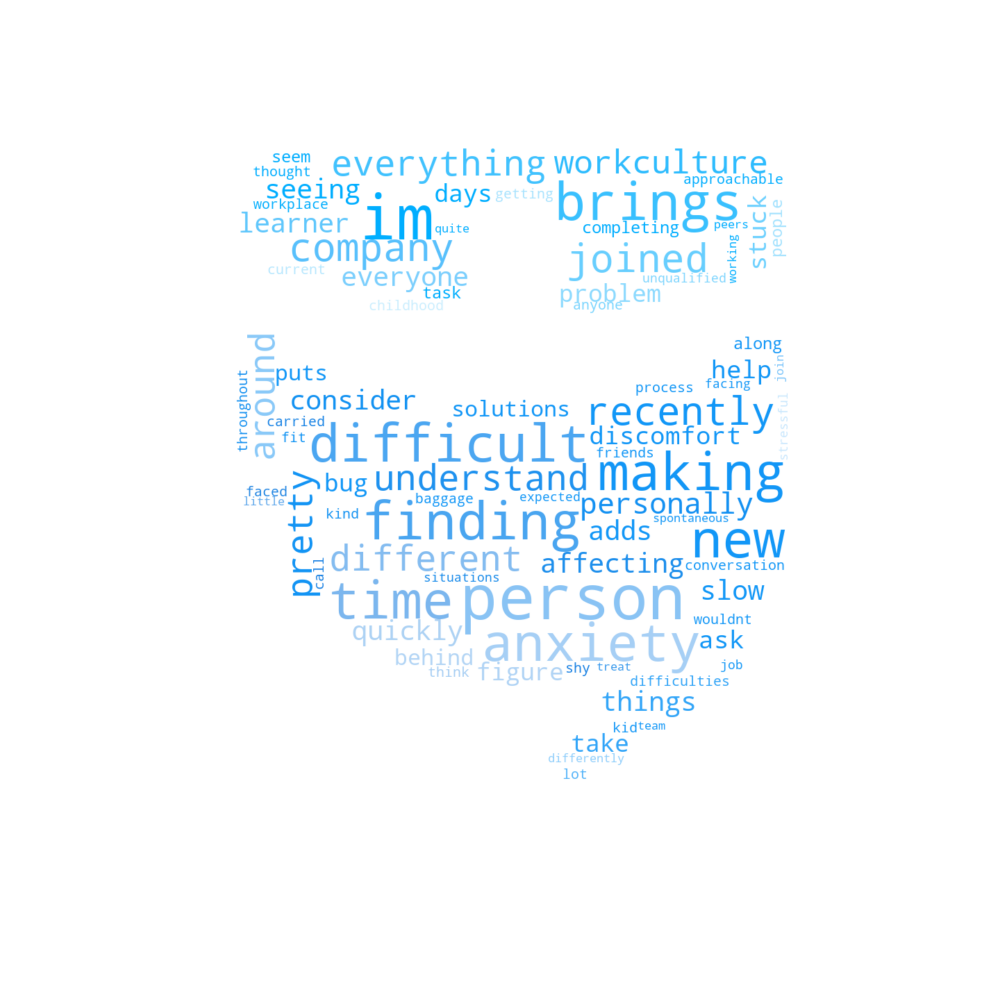 seem
everything
workculture
thought
seeing
days
getting
brings
approachable
workplace
im
learner
quite
completing
peers
stuck
people
company
joined
working
current
everyone
unqualified
task
problem
childhood
anyone
around
along
puts
help
join
throughout
process
facing
consider
solutions
recently
stressful
carried
fit
difficult
discomfort
friends
understand
making
pretty
bug
faced
little
baggage
expected
personally
kind
finding
adds
spontaneous
new
call
different
affecting
conversation
situations
time
person
slow
quickly
wouldnt
anxiety
ask
behind
think
figure
shy
treat
job
difficulties
things
kid
team
take
differently
lot